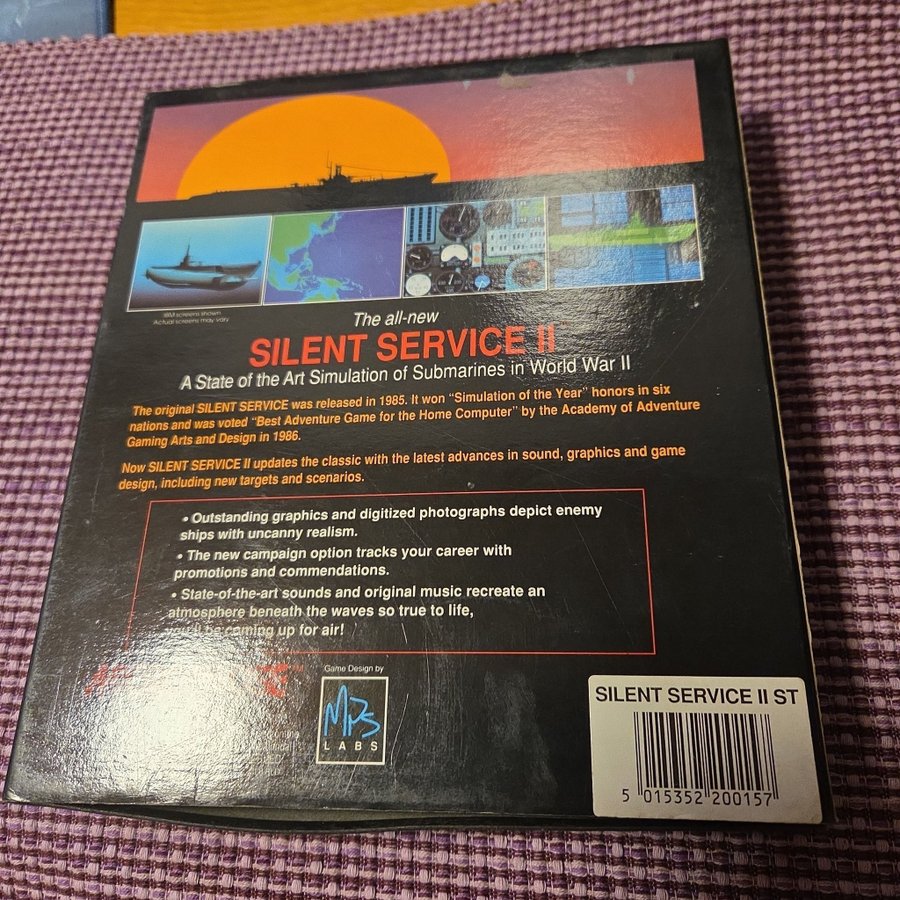 IBM screens shown
*Actual screens may vary
The all-new
SILENT SERVICE II
A State of the Art Simulation of Submarines in World War II
The original SILENT SERVICE was released in 1985. It won "Simulation of the Year" honors in six
nations and was voted "Best Adventure Game for the Home Computer" by the Academy of Adventure
Gaming Arts and Design in 1986.
Now SILENT SERVICE II updates the classic with the latest advances in sound, graphics and game
design, including new targets and scenarios.
• Outstanding graphics and digitized photographs depict enemy
ships with uncanny realism.
• The new campaign option tracks your career with
promotions and commendations.
• State-of-the-art sounds and original music recreate an
atmosphere beneath the waves so true to life,
you'll be coming up for air!
Game Design by
MPS
LABS
SILENT SERVICE II ST
5 015352 200157